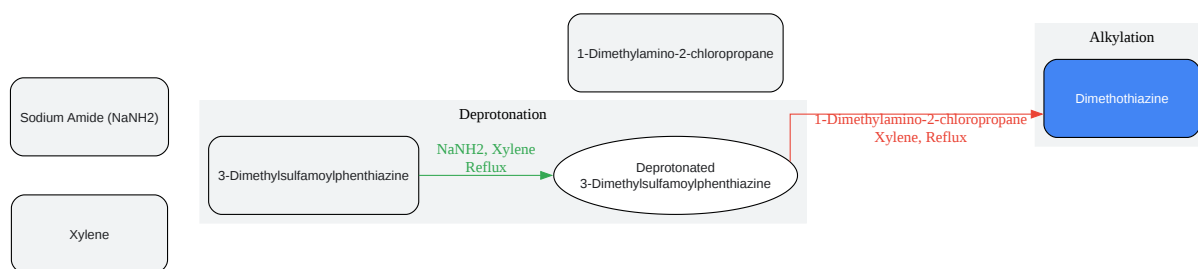 1-Dimethylamino-2-chloropropane
Alkylation
Dimethothiazine
Sodium Amide (NaNH2)
Deprotonation
1-Dimethylamino-2-chloropropane
Xylene, Reflux
3-Dimethylsulfamoylphenthiazine
NaNH2, Xylene
Reflux
Deprotonated
3-Dimethylsulfamoylphenthiazine
Xylene